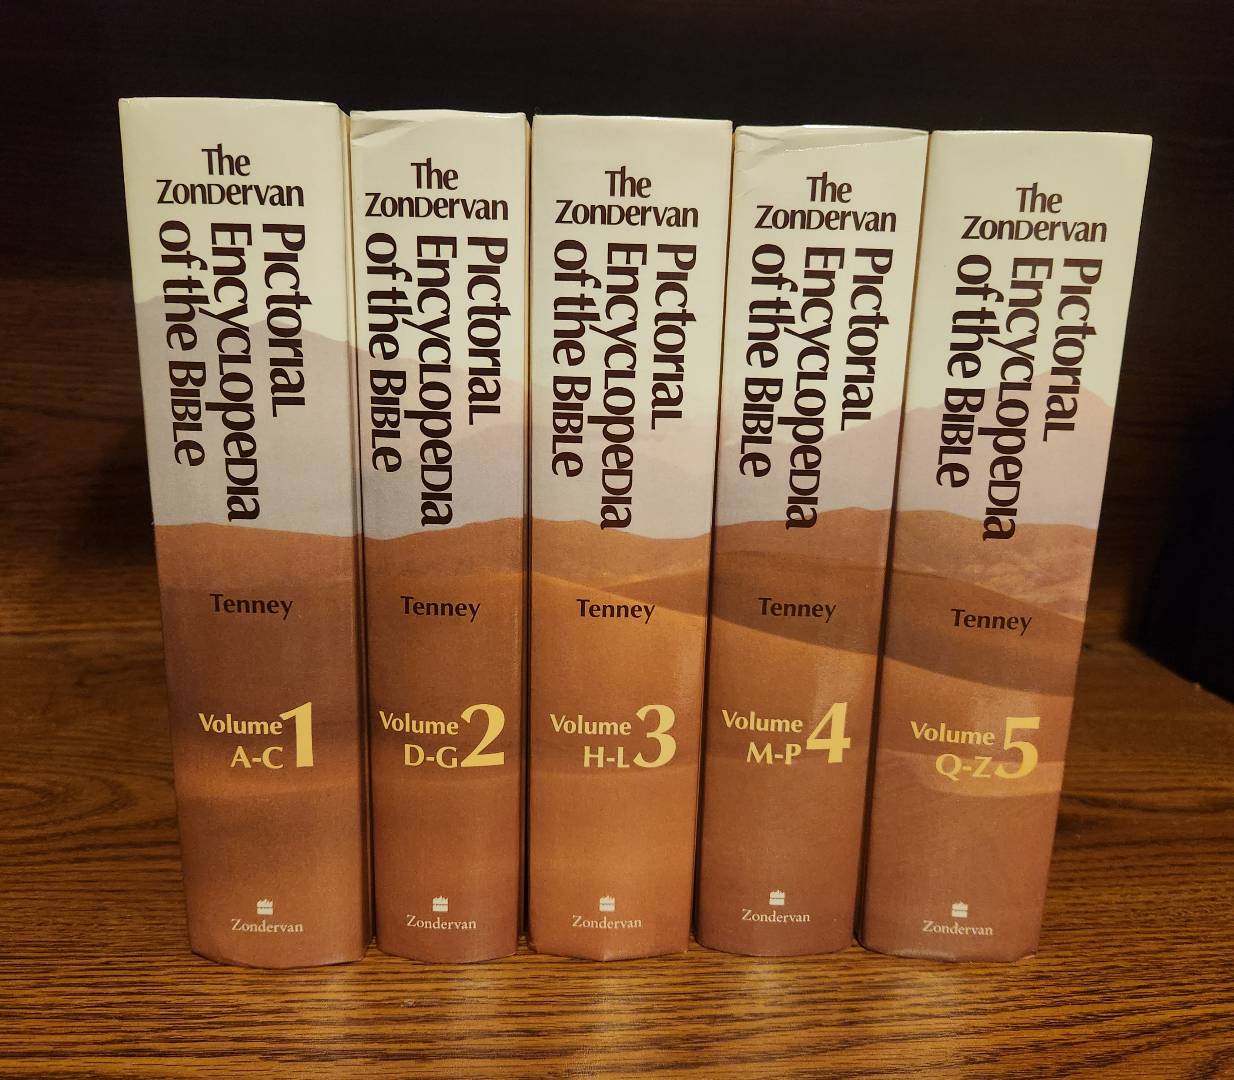 The
Zondervan
Pictorial
Encyclopedia
of the Bible
Tenney
Volume 1
A-C
Zondervan
The
Zondervan
Pictorial
Encyclopedia
of the Bible
Tenney
Volume 2
D-G
Zondervan
The
Zondervan
Pictorial
Encyclopedia
of the Bible
Tenney
Volume 3
H-L
Zondervan
The
Zondervan
Pictorial
Encyclopedia
of the Bible
Tenney
Volume 4
M-P
Zondervan
The
Zondervan
Pictorial
Encyclopedia
of the Bible
Tenney
Volume 5
Q-Z
Zondervan